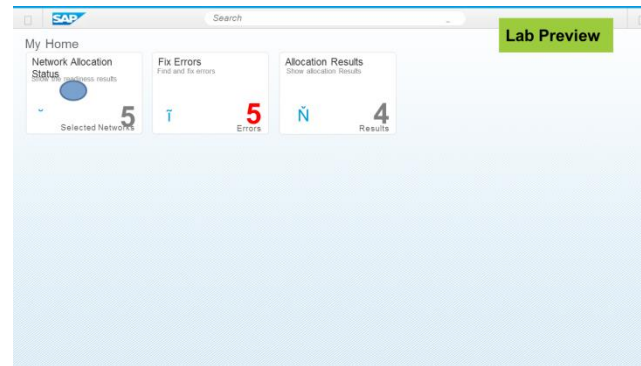 SAP
Search
Lab Preview
My Home
Network Allocation
Status
Show the readiness results
5
Selected Networks
Fix Errors
Find and fix errors
ĭ
5
Errors
Allocation Results
Show allocation Results
Ň
4
Results